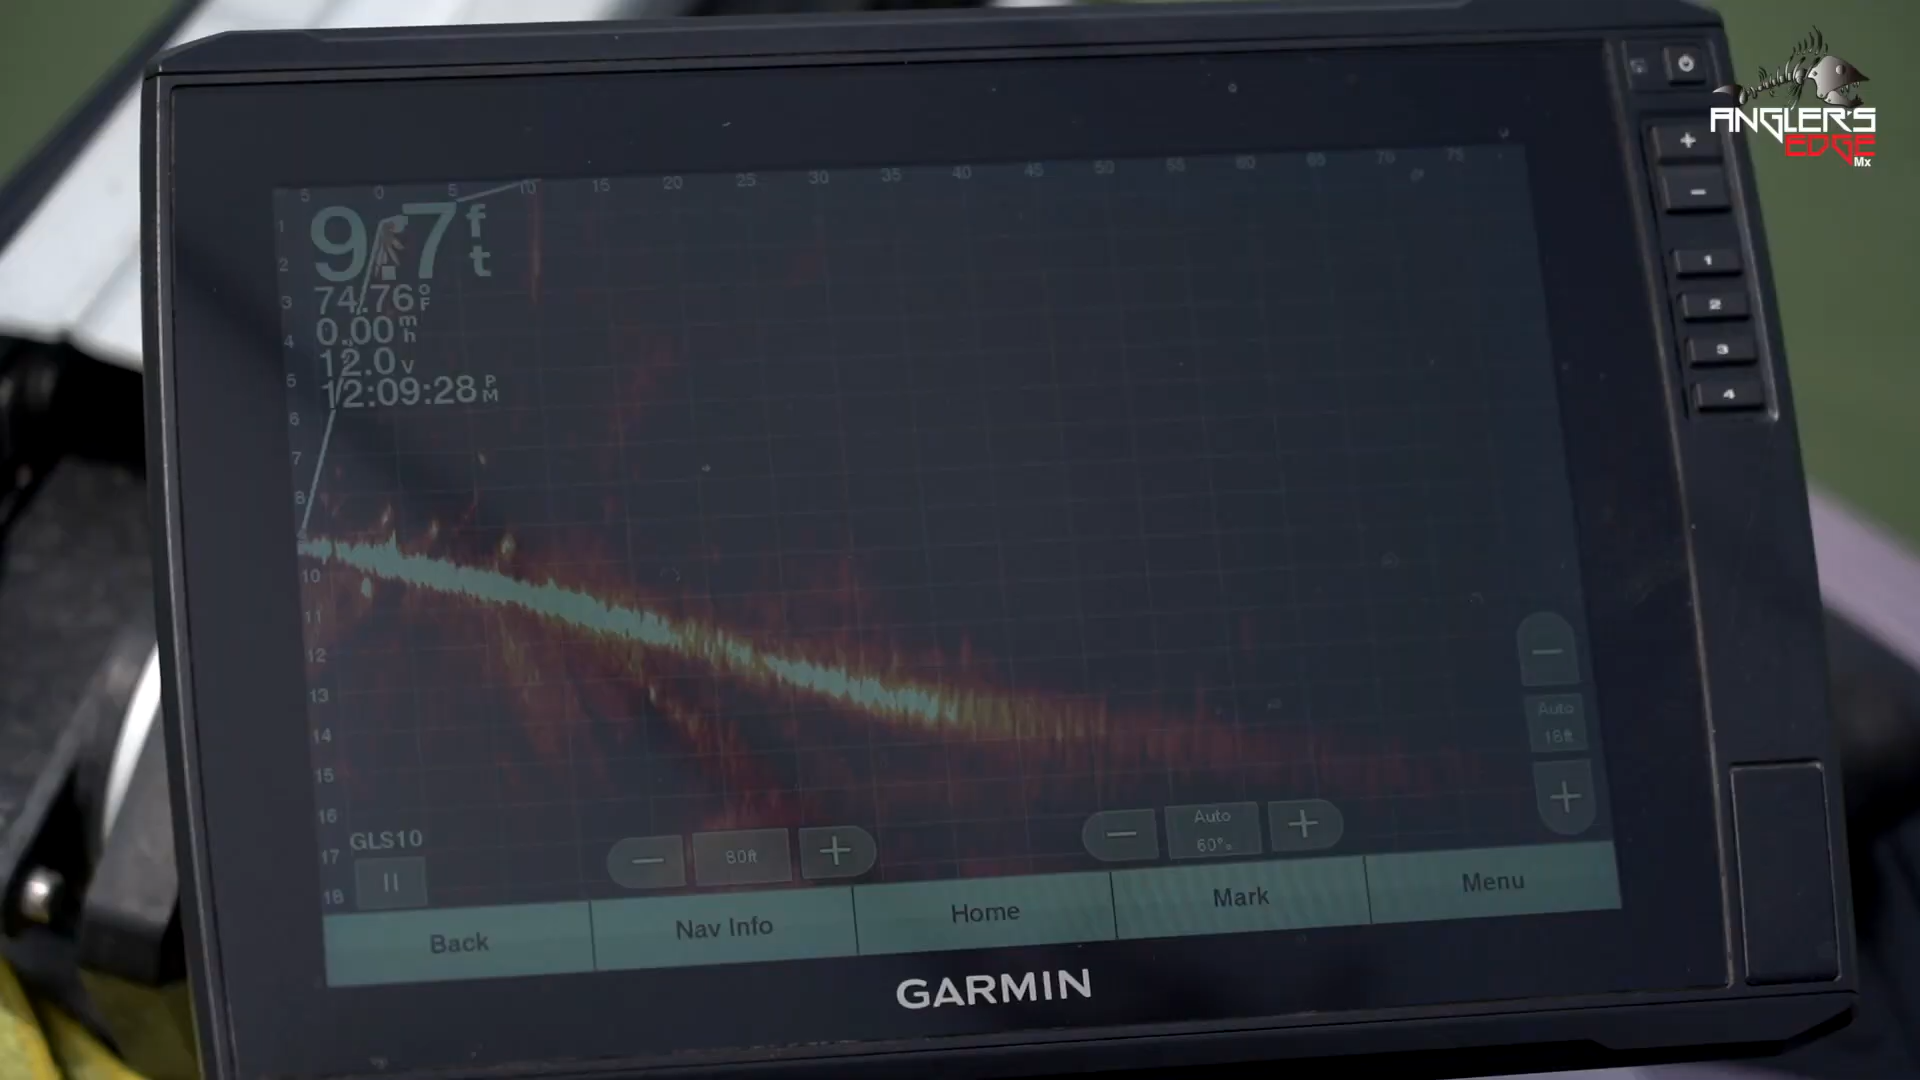 ANGLER'S
EDGE
Mx
5 0 5 10 15 20 25 30 35 40 45 50 55 60 65 70 75
9.7 ft
74.76 °F
0.00 mh
12.0 v
12:09:28 PM
1
2
3
4
5
6
7
8
9
10
11
12
13
14
15
16
17
18
+
−
1
2
3
4
−
Auto
16ft
+
GLS10
− 80ft +
− Auto 60° +
Back Nav Info Home Mark Menu
GARMIN